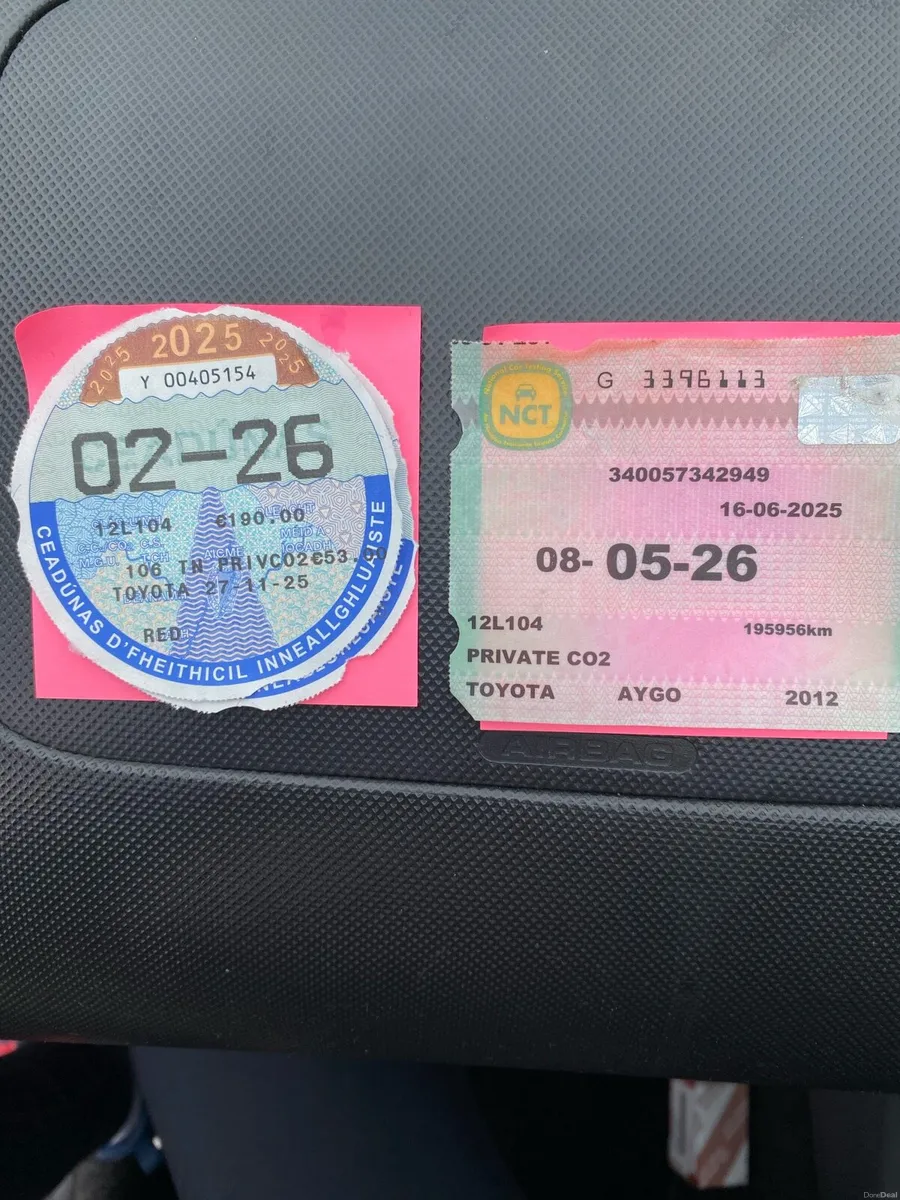 2025 2025 2025
Y 00405154
02-26
12L104 €190.00
106 TN PRIVCO2€53.
TOYOTA 27-11-25
RED
CEADÚNAS D'FHEITHICIL INNEALLGHLUAISTE
NCT
G 3396113
340057342949
16-06-2025
08-05-26
12L104 195956km
PRIVATE CO2
TOYOTA AYGO 2012
AIRBAG
DoneDeal